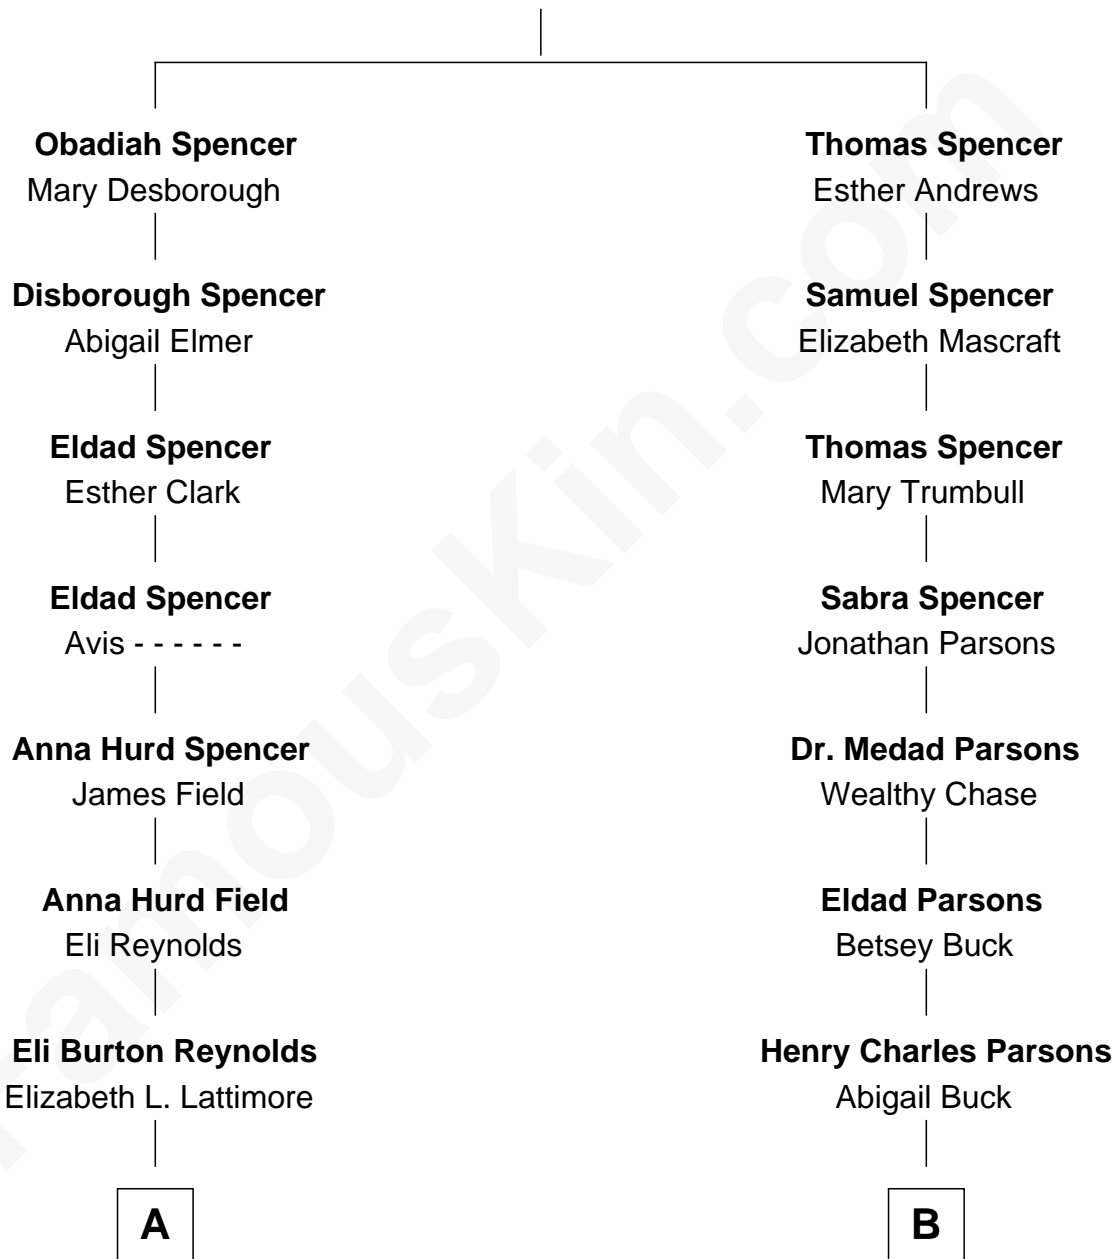 Obadiah Spencer
Mary Desborough
Disborough Spencer
Abigail Elmer
Eldad Spencer
Esther Clark
Eldad Spencer
Avis - - - - - -
Anna Hurd Spencer
James Field
Anna Hurd Field
Eli Reynolds
Eli Burton Reynolds
Elizabeth L. Lattimore
A
Thomas Spencer
Esther Andrews
Samuel Spencer
Elizabeth Mascraft
Thomas Spencer
Mary Trumbull
Sabra Spencer
Jonathan Parsons
Dr. Medad Parsons
Wealthy Chase
Eldad Parsons
Betsey Buck
Henry Charles Parsons
Abigail Buck
B
FamousKin.com